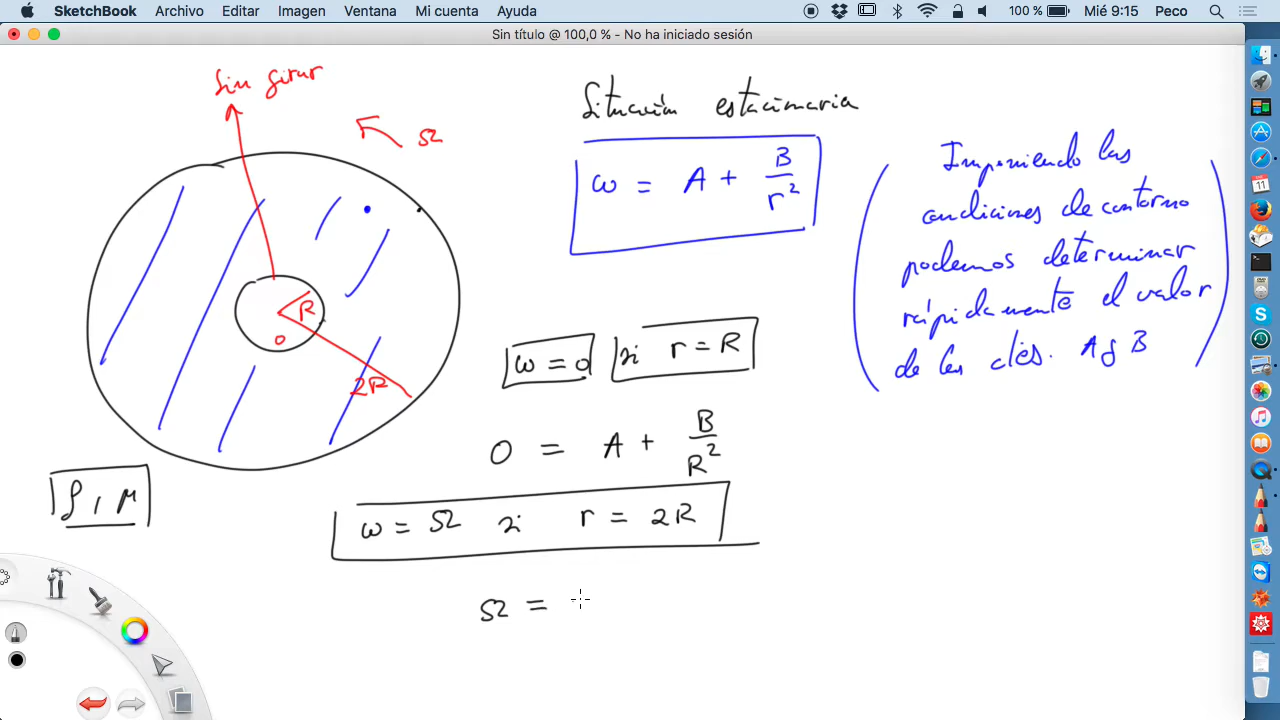 SketchBook Archivo Editar Imagen Ventana Mi cuenta Ayuda 100 % Mié 9:15 Peco
Sin título @ 100,0 % - No ha iniciado sesión
Sin girar
Ω
R
O
2R
ρ, μ
Situación estacionaria
ω = A + B/r²
ω = 0 si r = R
0 = A + B/R²
ω = Ω si r = 2R
Ω =
Imponiendo las
condiciones de contorno
podemos determinar
rápidamente el valor
de las ctes. A y B
11